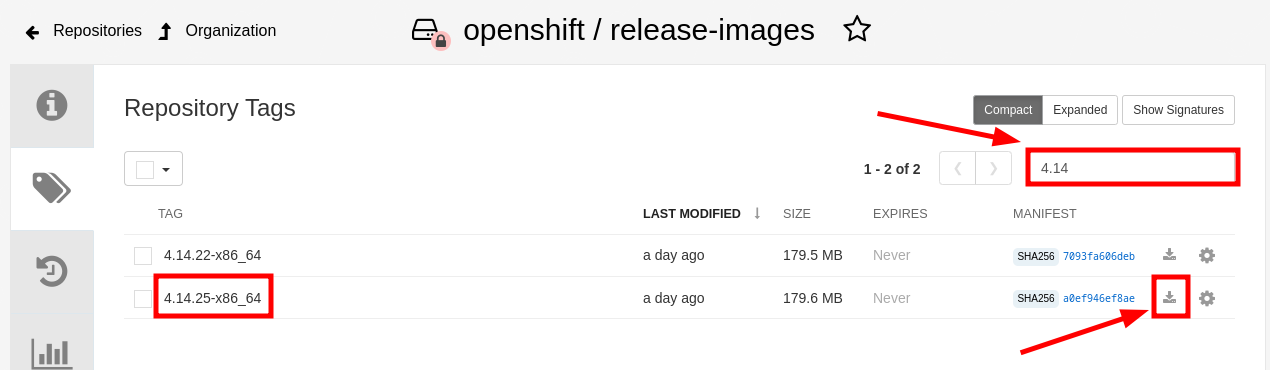 Repositories Organization openshift / release-images
Repository Tags
Compact Expanded Show Signatures
1 - 2 of 2 4.14
TAG LAST MODIFIED SIZE EXPIRES MANIFEST
4.14.22-x86_64 a day ago 179.5 MB Never SHA256 7093fa606deb
4.14.25-x86_64 a day ago 179.6 MB Never SHA256 a0ef946ef8ae